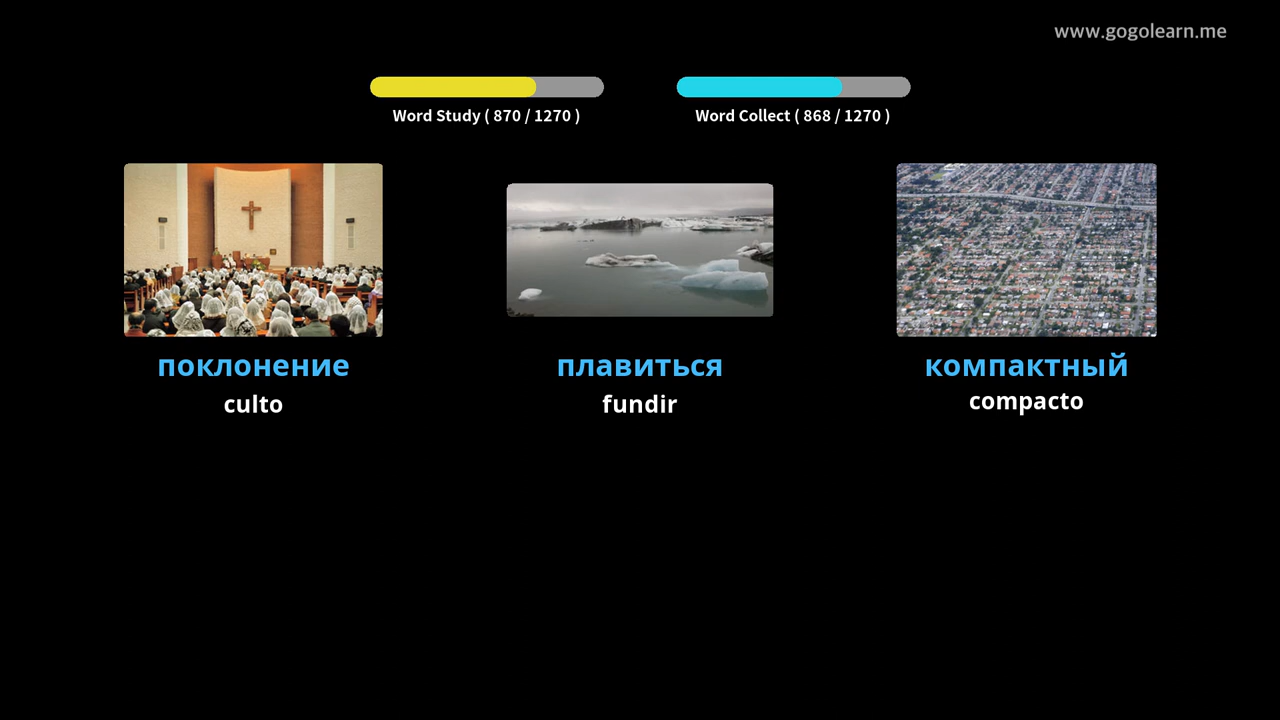 www.gogolearn.me
Word Study ( 870 / 1270 )
Word Collect ( 868 / 1270 )
поклонение
culto
плавиться
fundir
компактный
compacto